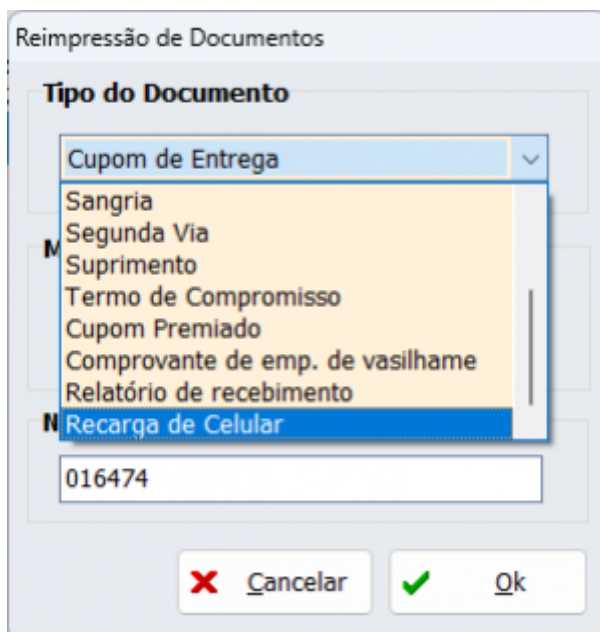 Reimpressão de Documentos
Tipo do Documento
Cupom de Entrega
Sangria
Segunda Via
Suprimento
Termo de Compromisso
Cupom Premiado
Comprovante de emp. de vasilhame
Relatório de recebimento
Recarga de Celular
M
N
016474
Cancelar
Ok